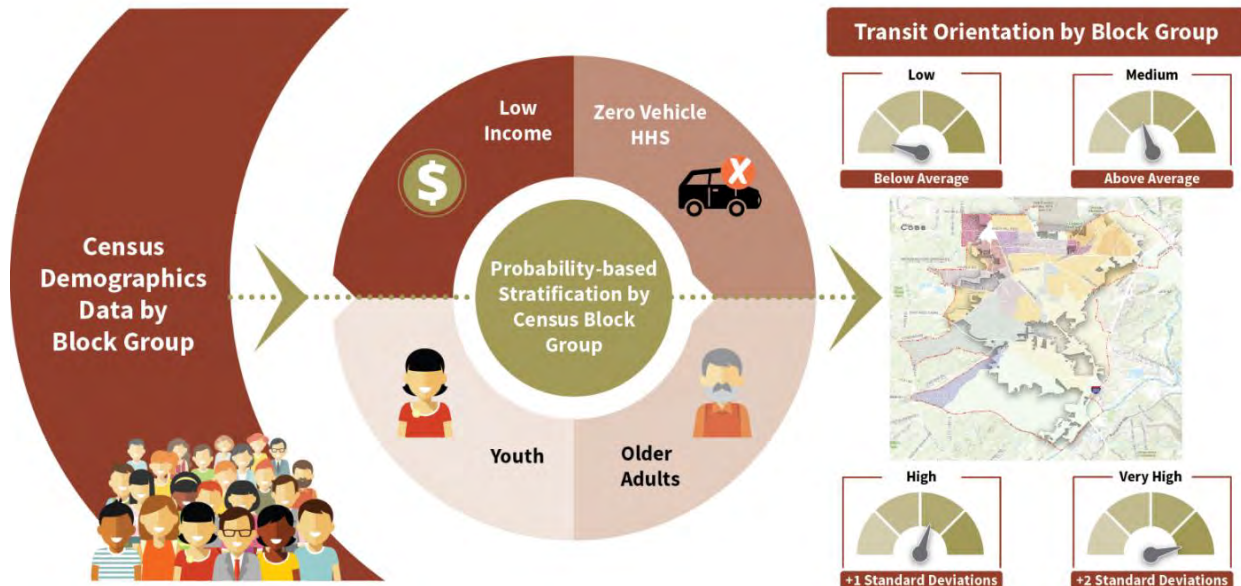 Census
Demographics
Data by
Block Group
Low
Income
$
Zero Vehicle
HHS
X
Probability-based
Stratification by
Census Block
Group
Youth
Older
Adults
Transit Orientation by Block Group
Low
Below Average
Medium
Above Average
High
+1 Standard Deviations
Very High
+2 Standard Deviations